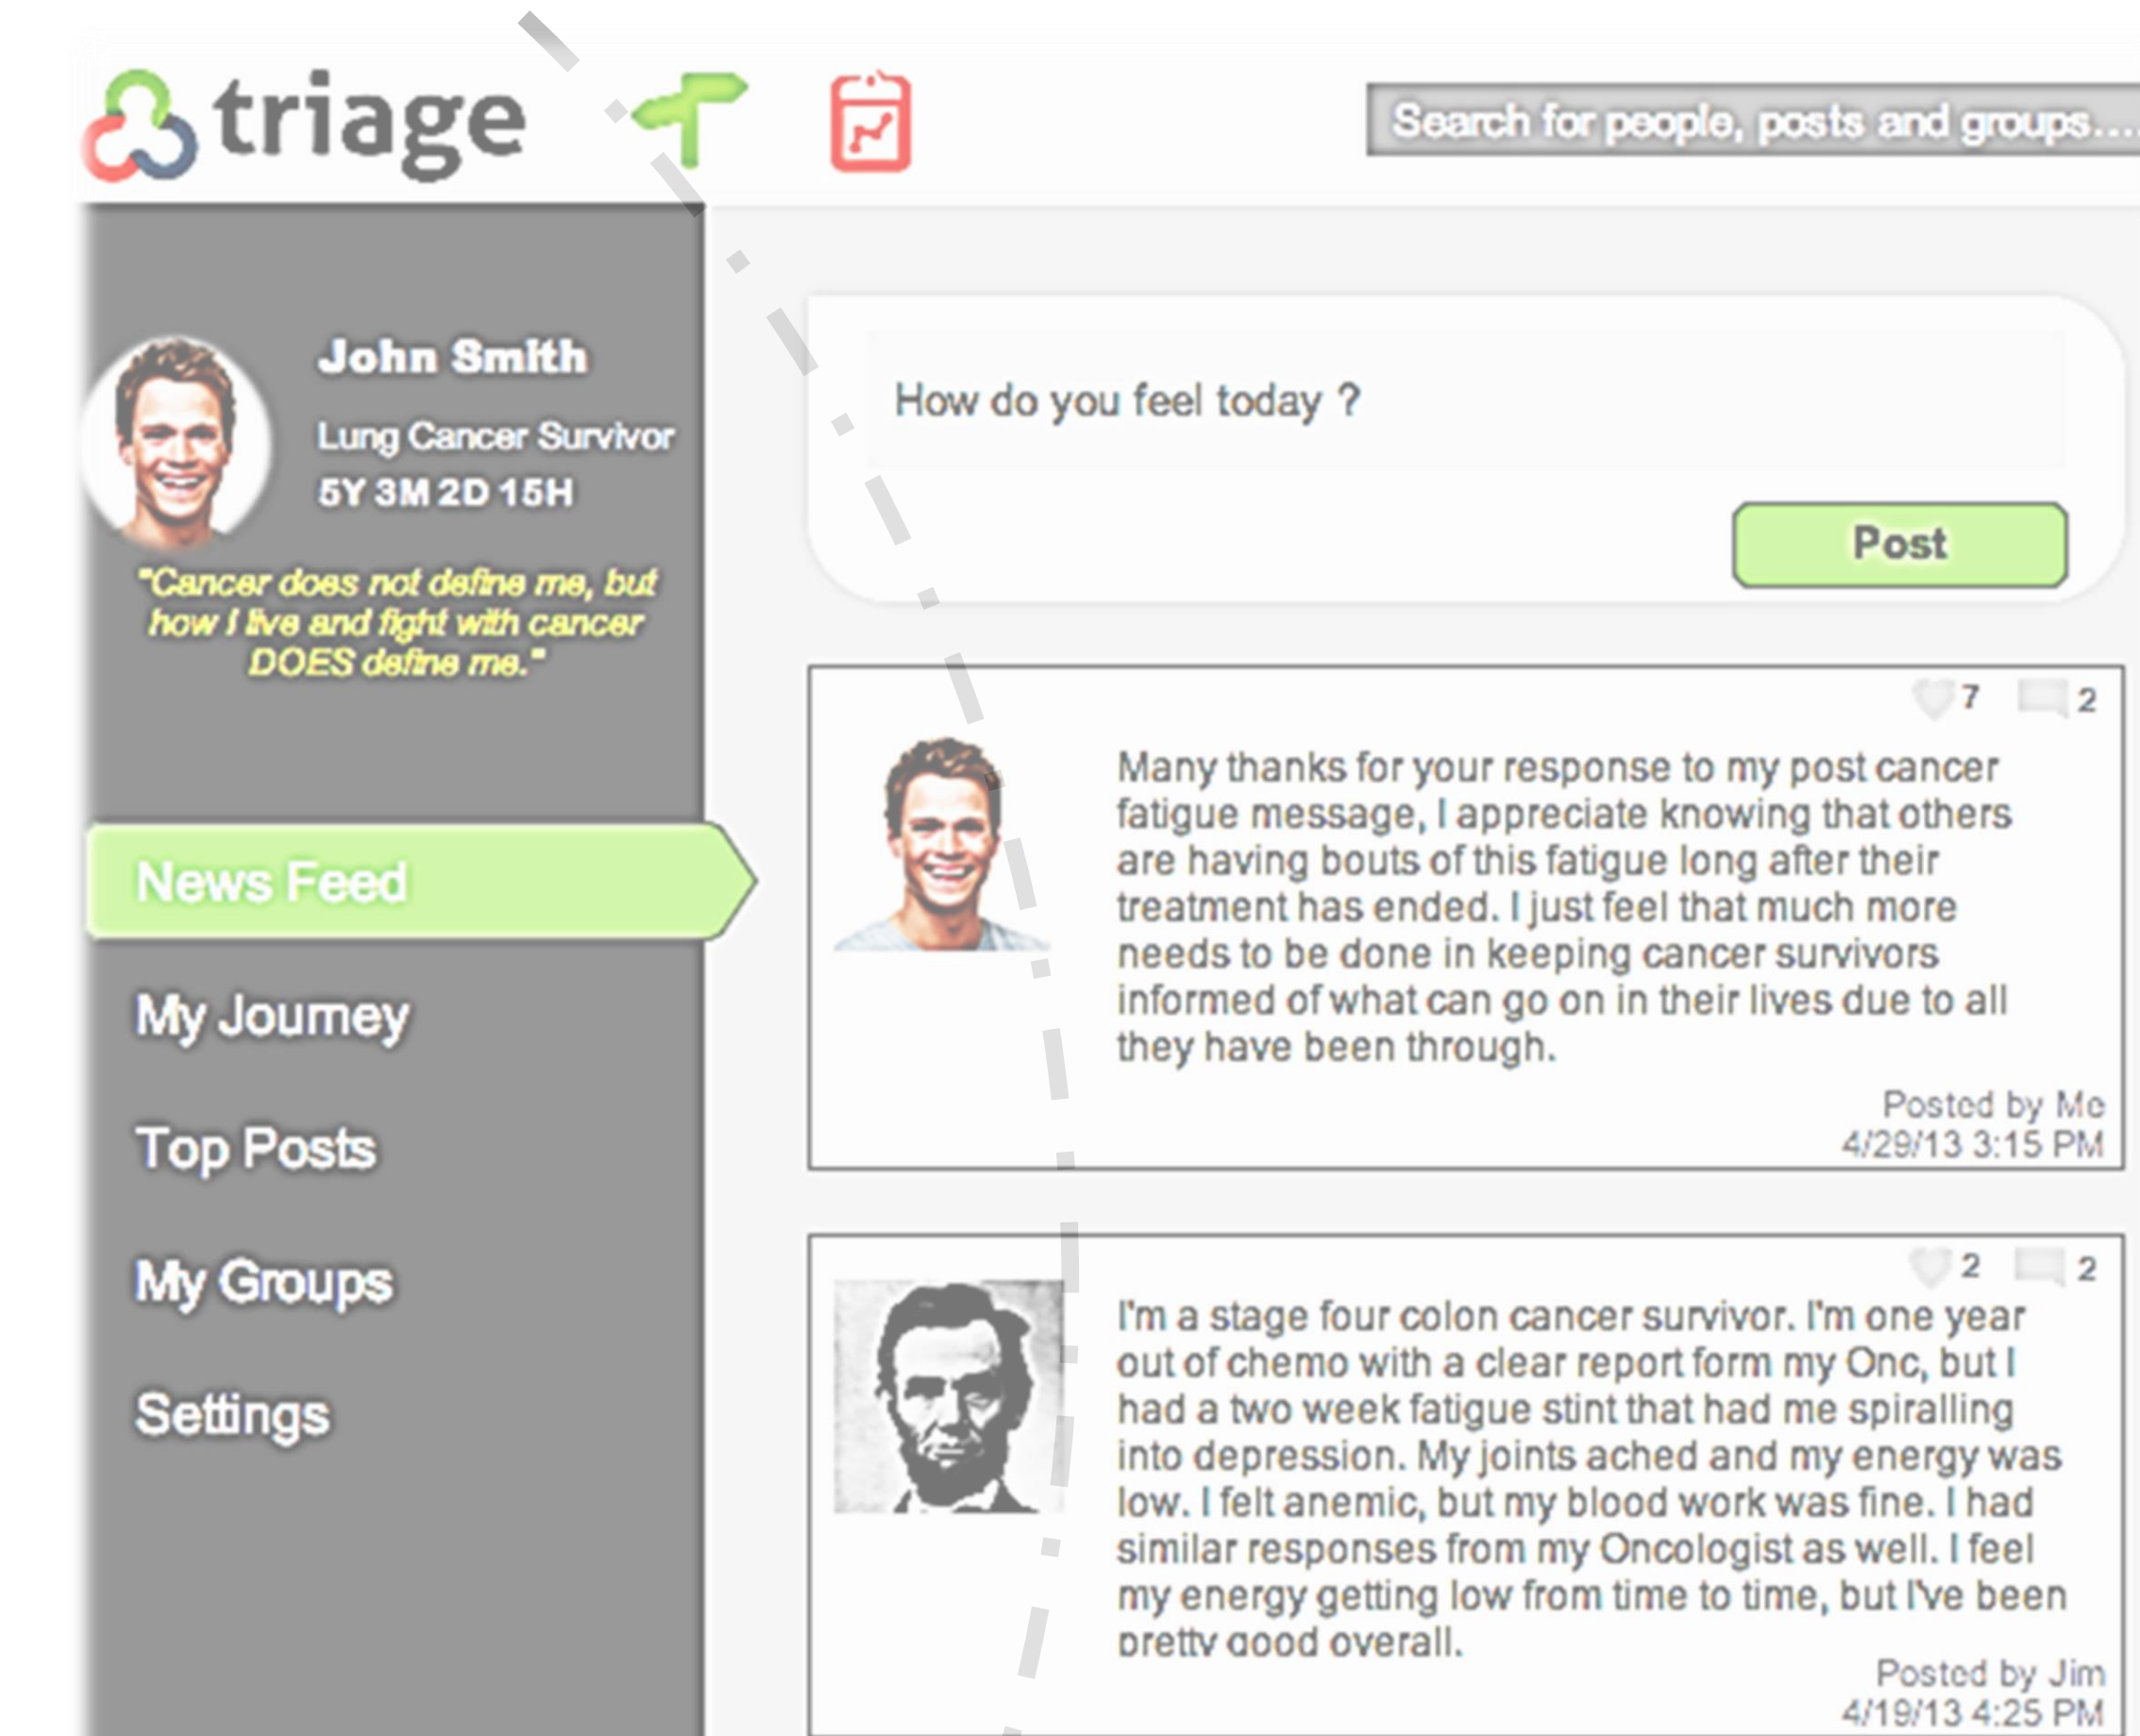 triage
Search for people, posts and groups....
John Smith
Lung Cancer Survivor
5Y 3M 2D 15H
"Cancer does not define me, but
how I live and fight with cancer
DOES define me."
News Feed
My Journey
Top Posts
My Groups
Settings
How do you feel today ?
Post
7 2
Many thanks for your response to my post cancer
fatigue message, I appreciate knowing that others
are having bouts of this fatigue long after their
treatment has ended. I just feel that much more
needs to be done in keeping cancer survivors
informed of what can go on in their lives due to all
they have been through.
Posted by Me
4/29/13 3:15 PM
2 2
I'm a stage four colon cancer survivor. I'm one year
out of chemo with a clear report form my Onc, but I
had a two week fatigue stint that had me spiralling
into depression. My joints ached and my energy was
low. I felt anemic, but my blood work was fine. I had
similar responses from my Oncologist as well. I feel
my energy getting low from time to time, but I've been
pretty good overall.
Posted by Jim
4/19/13 4:25 PM